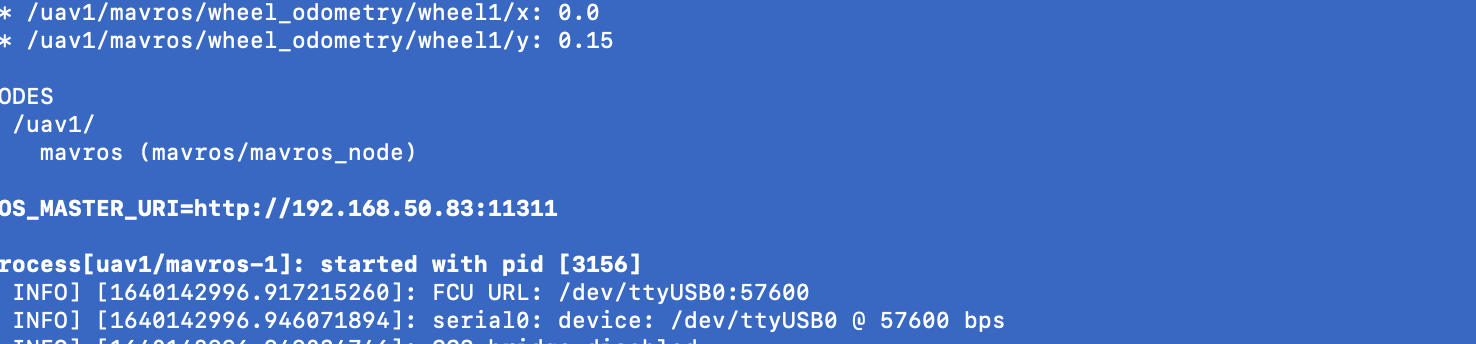 * /uav1/mavros/wheel_odometry/wheel1/x: 0.0
* /uav1/mavros/wheel_odometry/wheel1/y: 0.15
ODES
/uav1/
mavros (mavros/mavros_node)
OS_MASTER_URI=http://192.168.50.83:11311
rocess[uav1/mavros-1]: started with pid [3156]
INFO] [1640142996.917215260]: FCU URL: /dev/ttyUSB0:57600
INFO] [1640142996.946071894]: serial0: device: /dev/ttyUSB0 @ 57600 bps